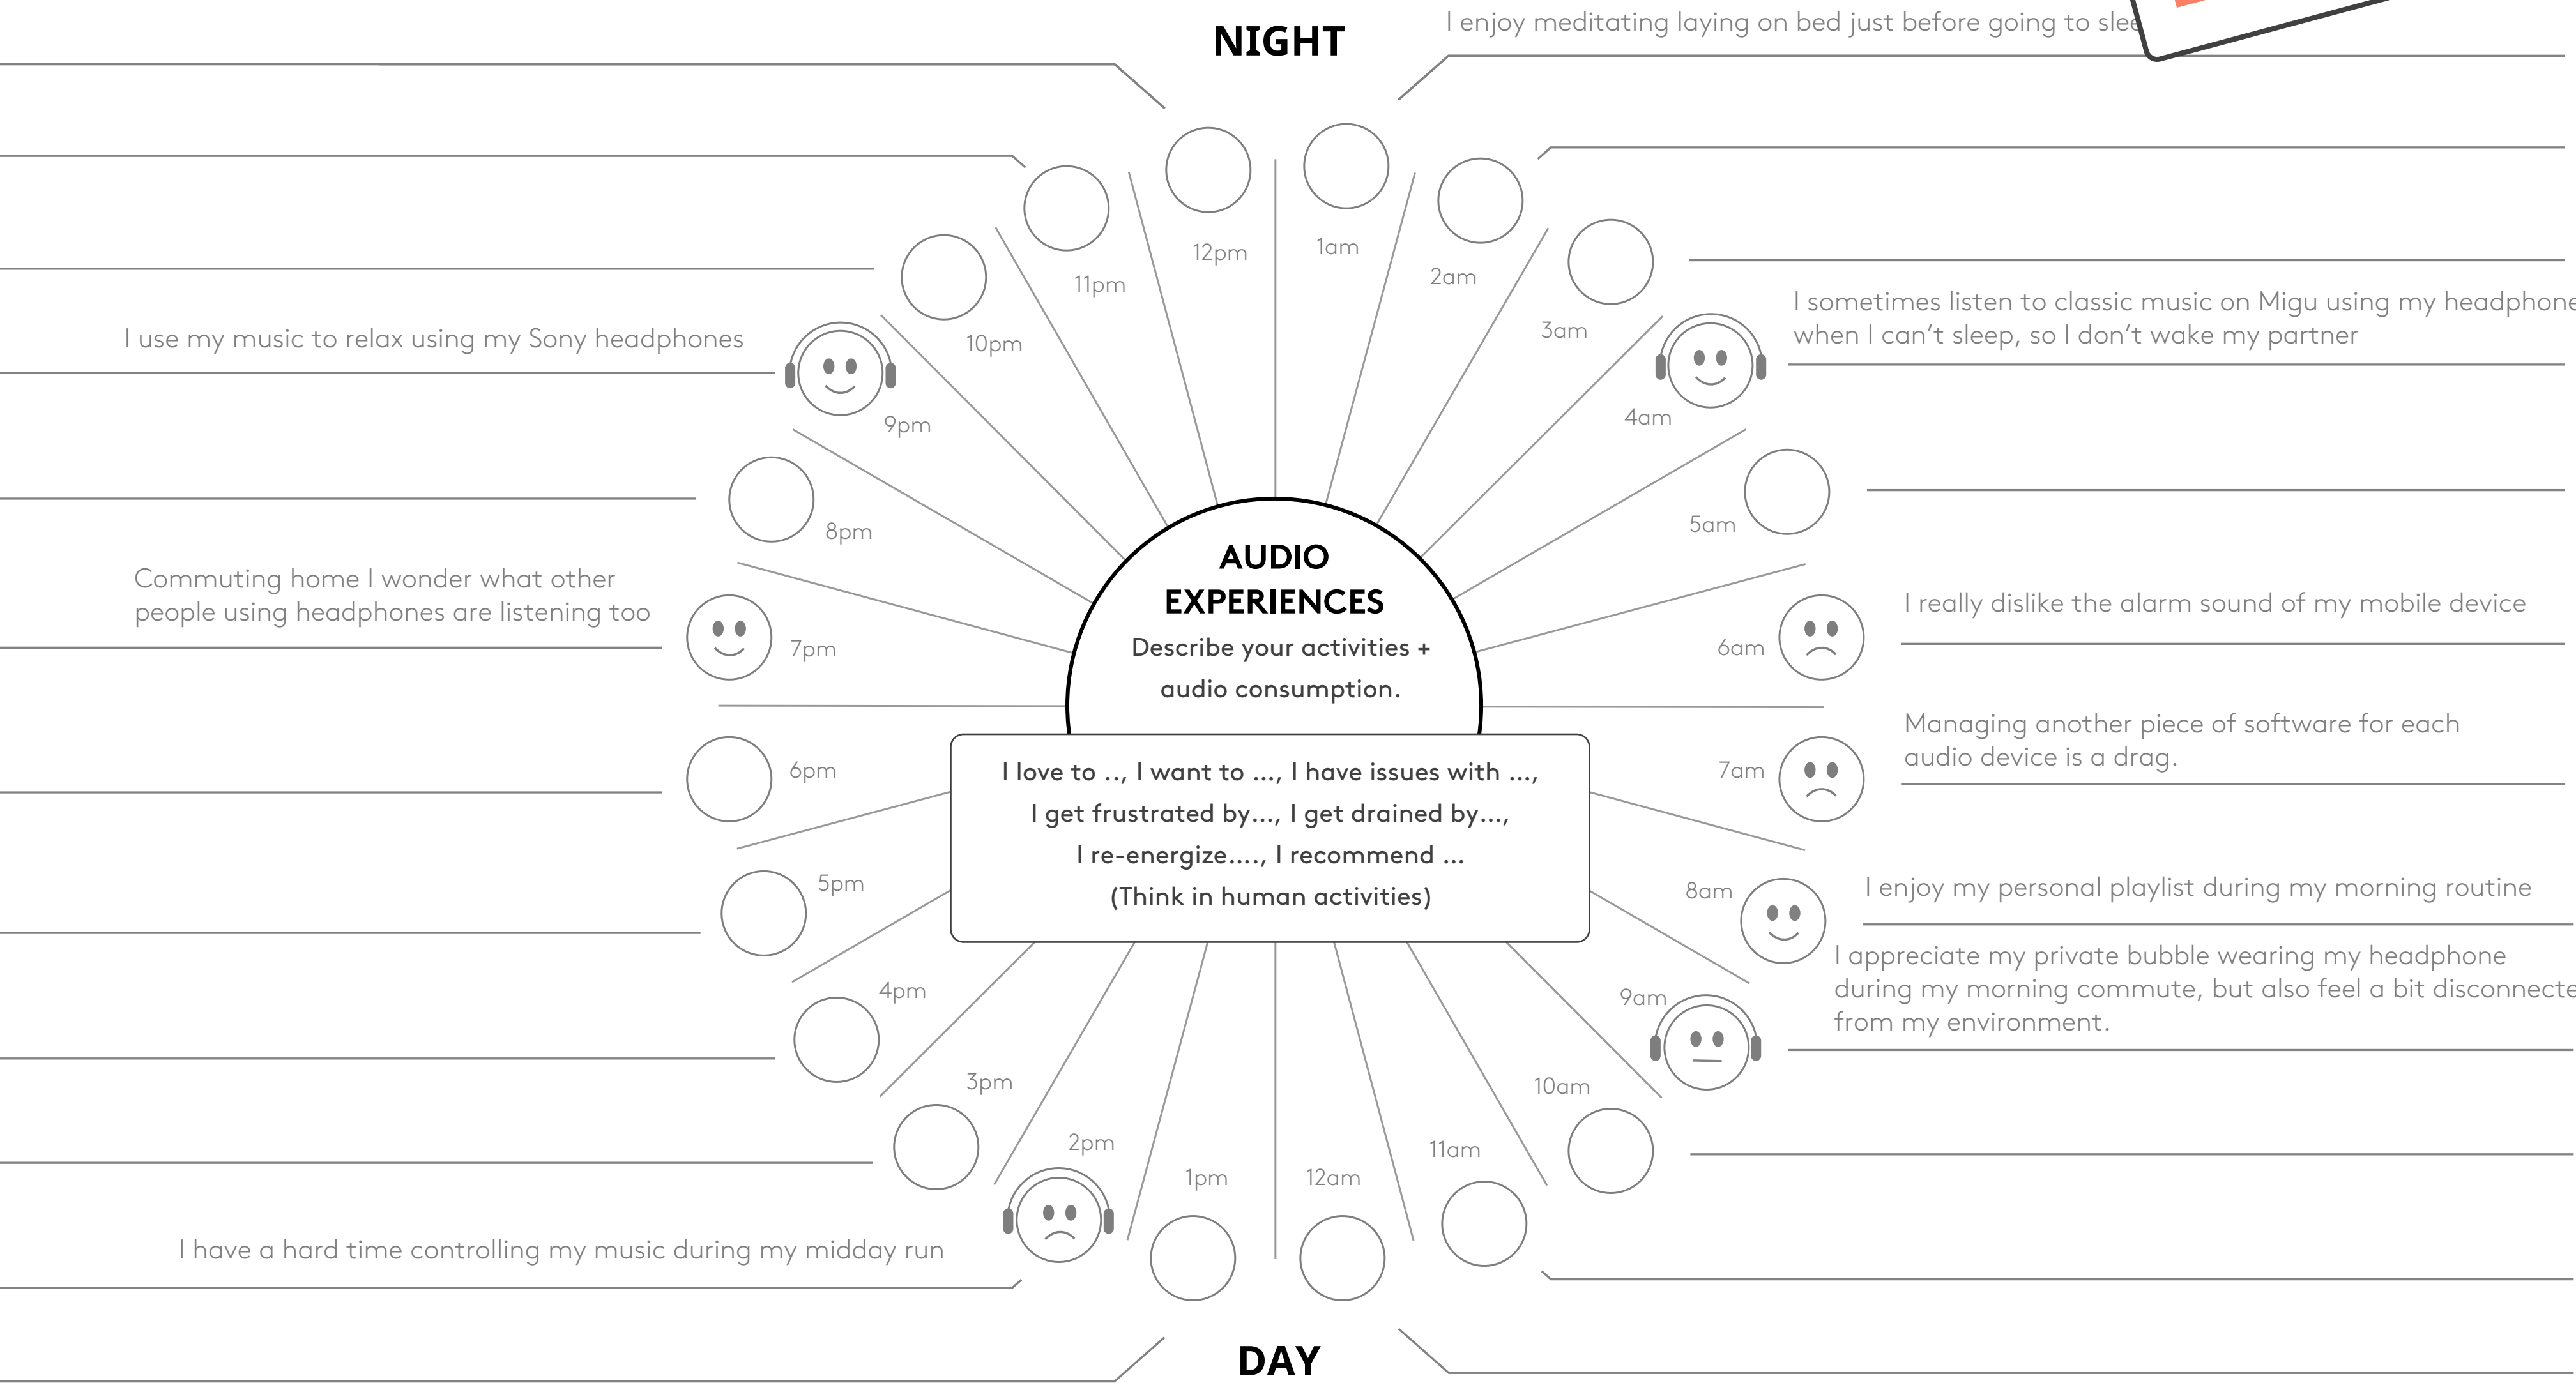 NIGHT
I enjoy meditating laying on bed just before going to slee
12pm
1am
11pm
2am
10pm
3am
I use my music to relax using my Sony headphones
9pm
I sometimes listen to classic music on Migu using my headphone
when I can't sleep, so I don't wake my partner
4am
8pm
5am
Commuting home I wonder what other
people using headphones are listening too
7pm
I really dislike the alarm sound of my mobile device
6am
AUDIO
EXPERIENCES
Describe your activities +
audio consumption.
I love to .., I want to ..., I have issues with ...,
I get frustrated by..., I get drained by...,
I re-energize...., I recommend ...
(Think in human activities)
6pm
Managing another piece of software for each
audio device is a drag.
7am
5pm
I enjoy my personal playlist during my morning routine
8am
4pm
I appreciate my private bubble wearing my headphone
during my morning commute, but also feel a bit disconnecte
from my environment.
9am
3pm
10am
2pm
11am
1pm
12am
I have a hard time controlling my music during my midday run
DAY